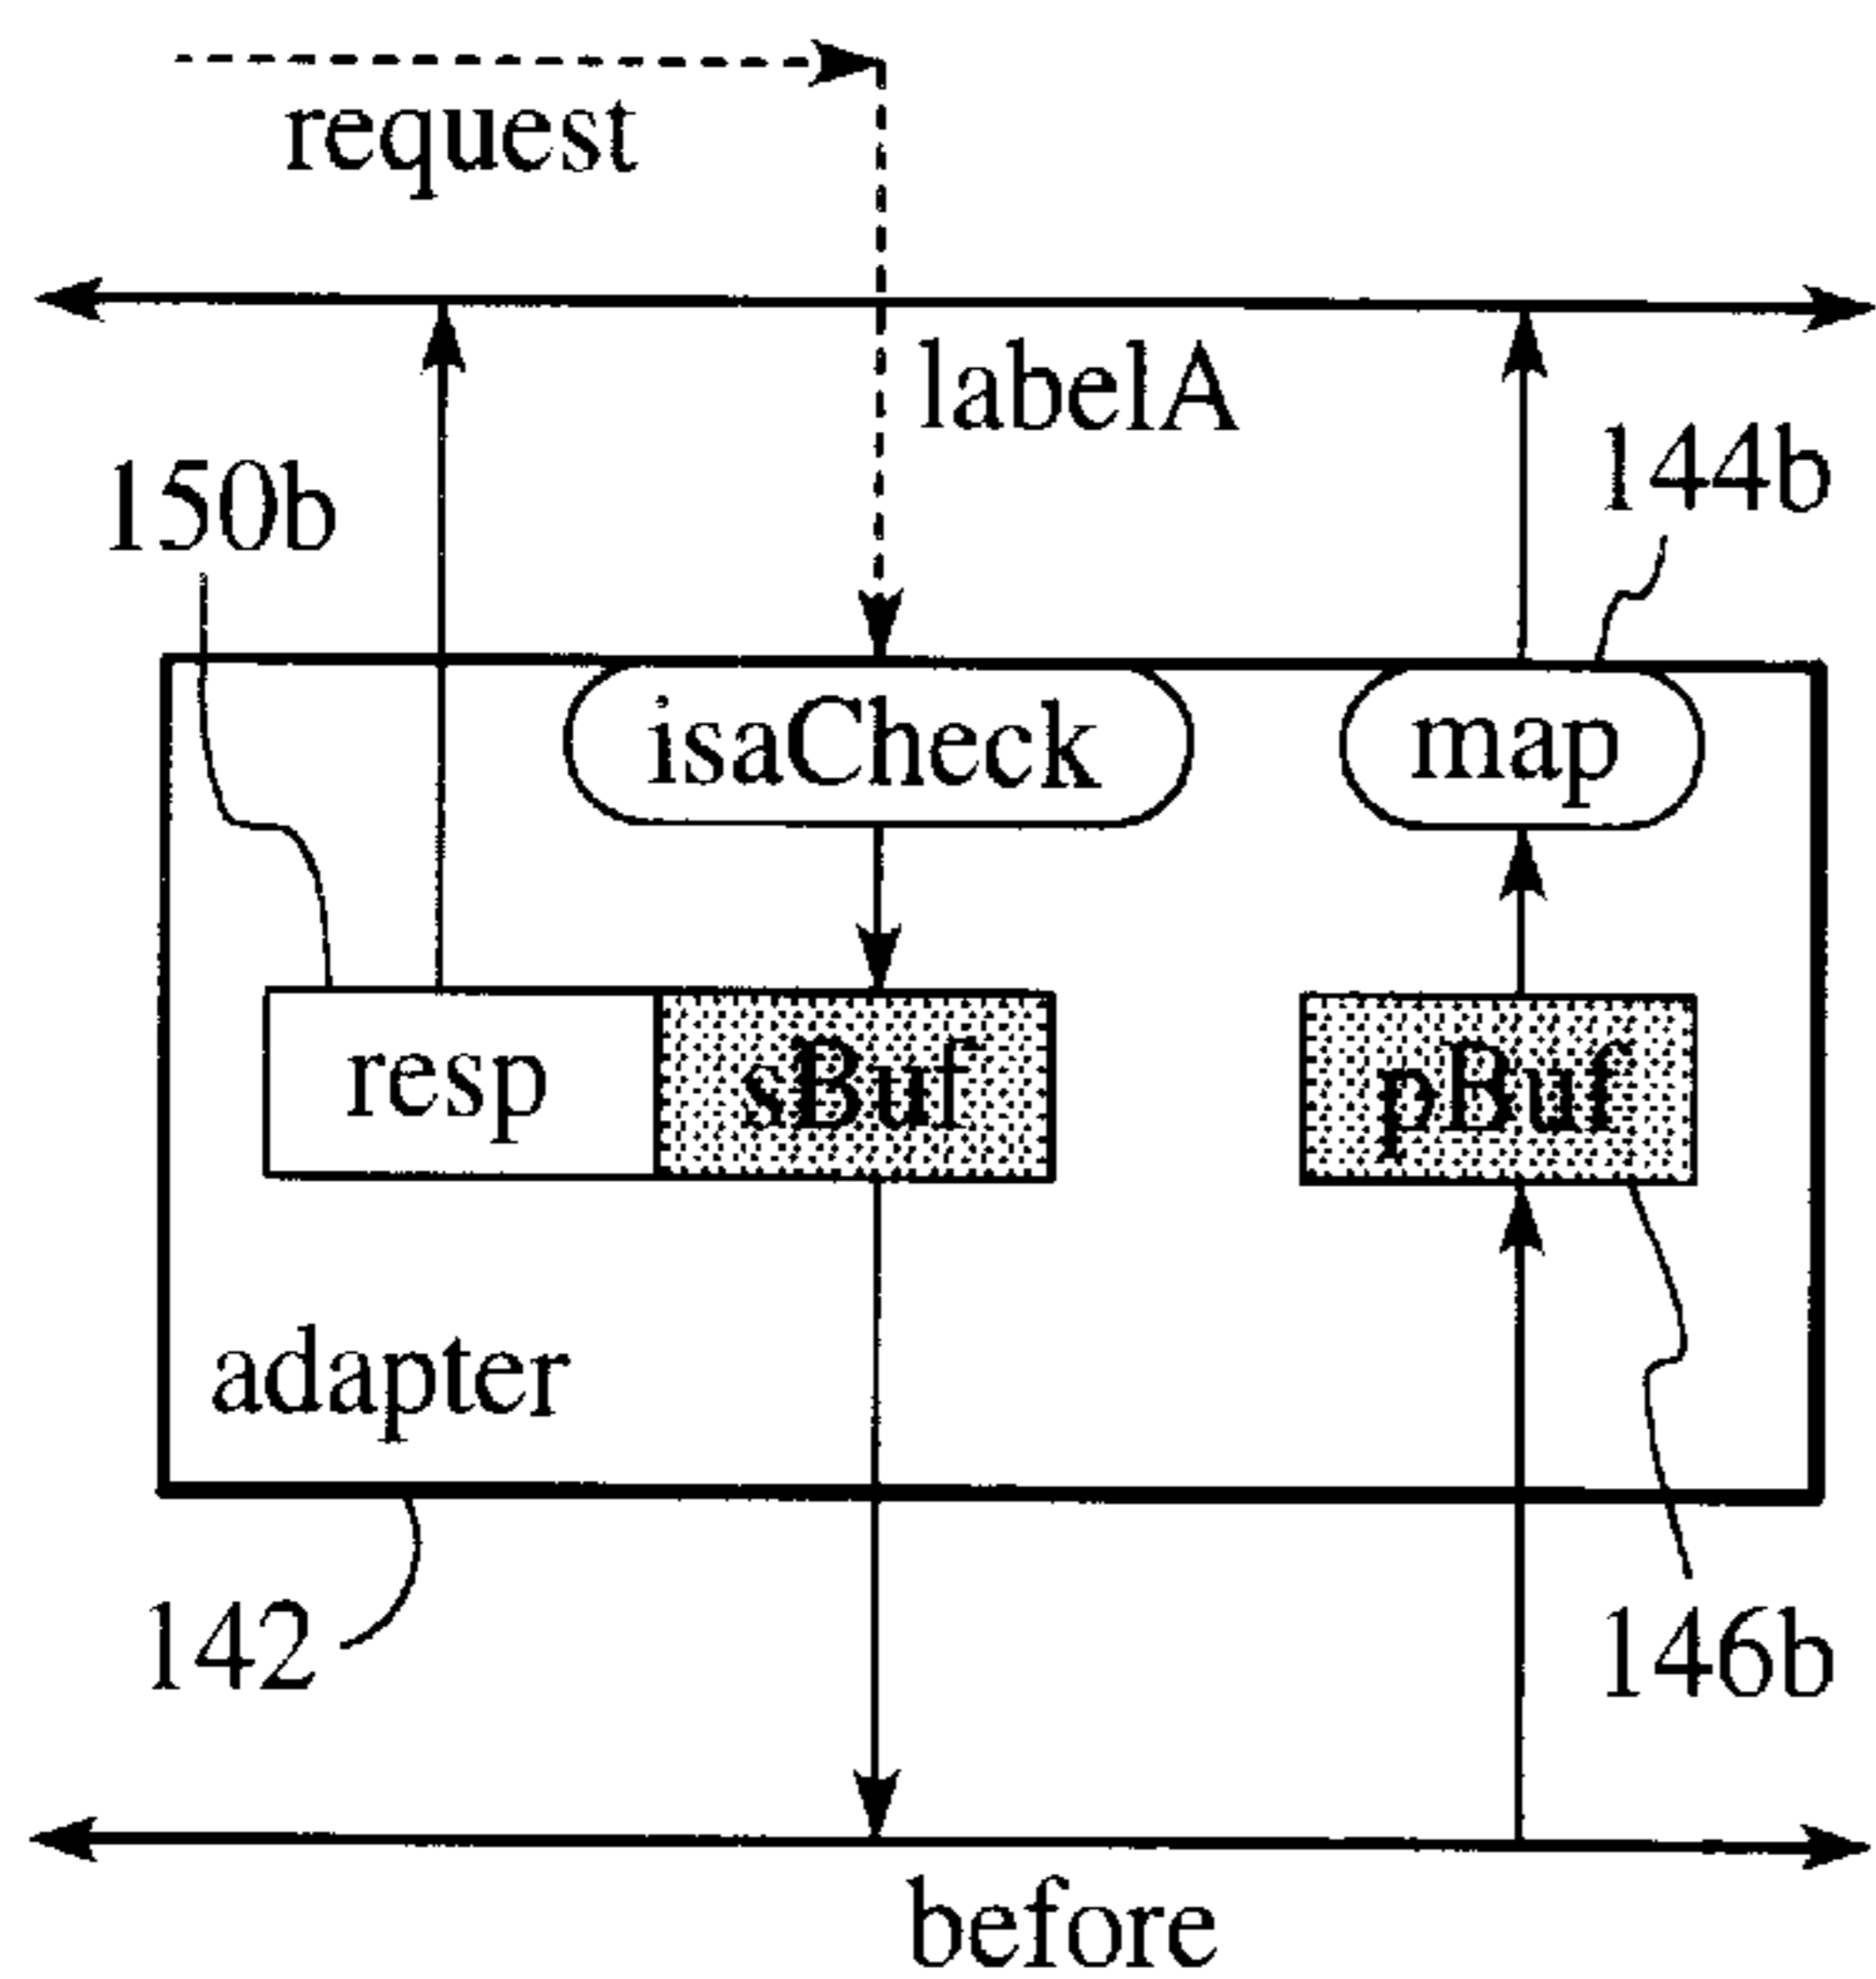 request
labelA
150b
144b
isaCheck
map
resp
sBuf
pBuf
adapter
142
146b
before